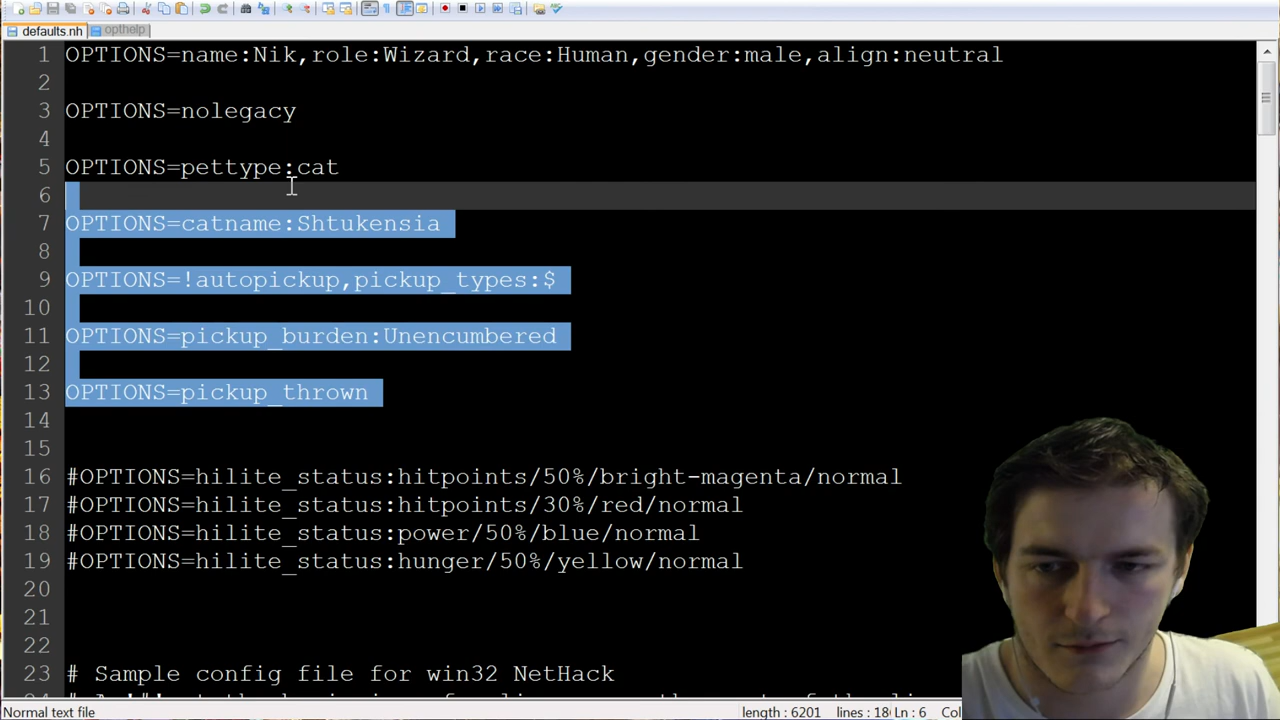 defaults.nh
opthelp
1 OPTIONS=name:Nik,role:Wizard,race:Human,gender:male,align:neutral
2
3 OPTIONS=nolegacy
4
5 OPTIONS=pettype:cat
6
7 OPTIONS=catname:Shtukensia
8
9 OPTIONS=!autopickup,pickup_types:$
10
11 OPTIONS=pickup_burden:Unencumbered
12
13 OPTIONS=pickup_thrown
14
15
16 #OPTIONS=hilite_status:hitpoints/50%/bright-magenta/normal
17 #OPTIONS=hilite_status:hitpoints/30%/red/normal
18 #OPTIONS=hilite_status:power/50%/blue/normal
19 #OPTIONS=hilite_status:hunger/50%/yellow/normal
20
21
22
23 # Sample config file for win32 NetHack
24
Normal text file length : 6201 lines : 18 Ln : 6 Col